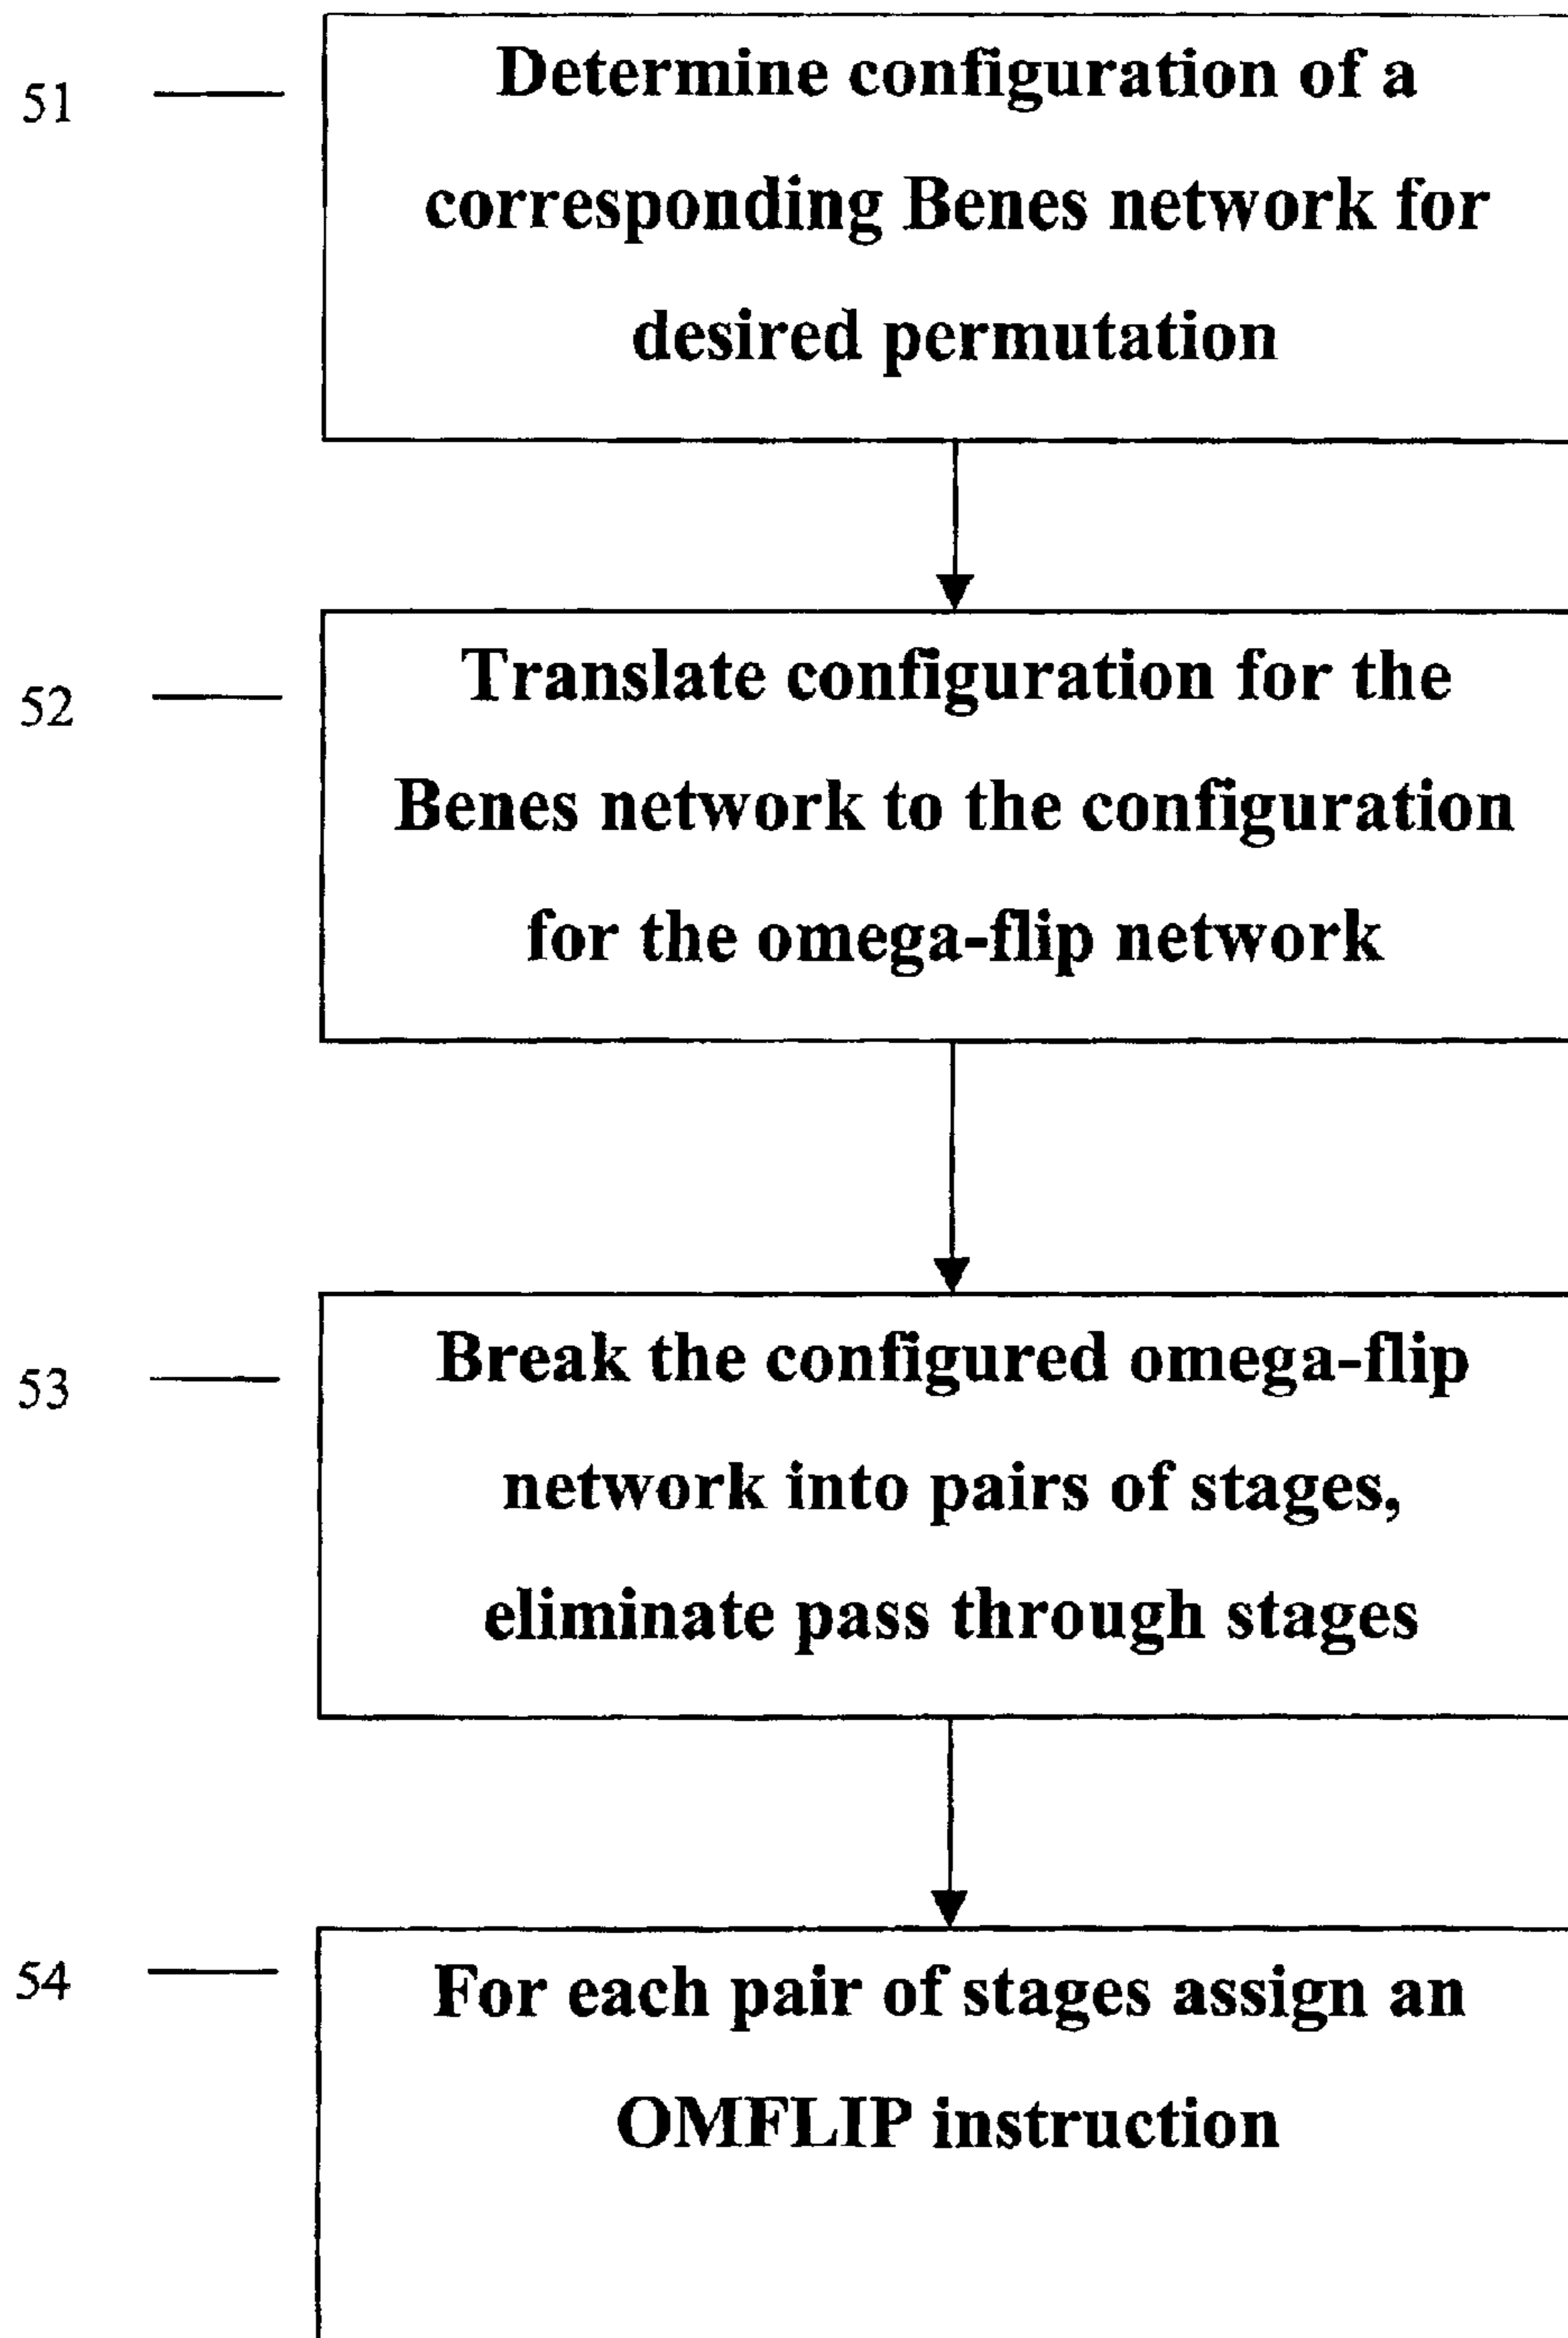 51
Determine configuration of a
corresponding Benes network for
desired permutation
52
Translate configuration for the
Benes network to the configuration
for the omega-flip network
53
Break the configured omega-flip
network into pairs of stages,
eliminate pass through stages
54
For each pair of stages assign an
OMFLIP instruction